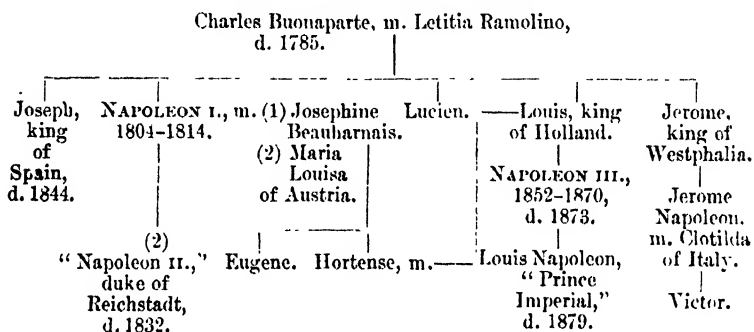 Charles Buonaparte, m. Letitia Ramolino,
d. 1785.
Joseph,
king
of
Spain,
d. 1844.
NAPOLEON I., m. (1) Josephine
1804–1814.
Beauharnais.
(2) Maria
Louisa
of Austria.
Lucien.
Louis, king
of Holland.
NAPOLEON III.,
1852–1870,
d. 1873.
Jerome,
king of
Westphalia.
Jerome
Napoleon.
m. Clotilda
of Italy.
Victor.
(2)
“ Napoleon II.,”
duke of
Reichstadt,
d. 1832.
Eugene.
Hortense, m.
Louis Napoleon,
“ Prince
Imperial,”
d. 1879.